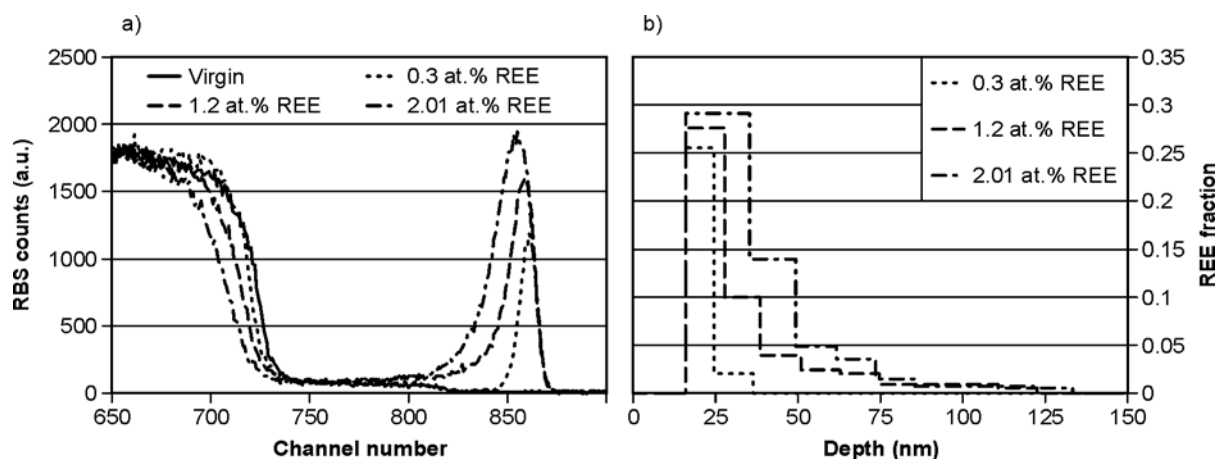 a)
2500
2000
1500
1000
500
0
RBS counts (a.u.)
Virgin
0.3 at.% REE
1.2 at.% REE
2.01 at.% REE
650
700
750
800
850
Channel number
b)
0.3 at.% REE
1.2 at.% REE
2.01 at.% REE
0.35
0.3
0.25
0.2
0.15
0.1
0.05
0
REE fraction
0
25
50
75
100
125
150
Depth (nm)